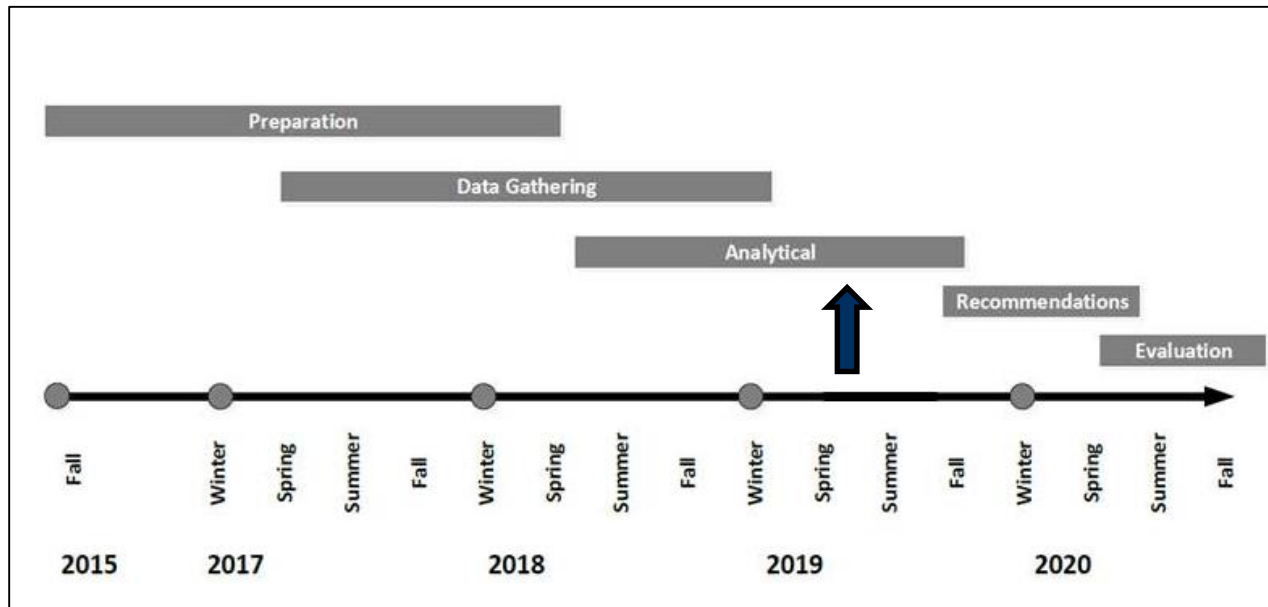 Preparation
Data Gathering
Analytical
Recommendations
Evaluation
Fall Winter Spring Summer Fall Winter Spring Summer Fall Winter Spring Summer Fall Winter Spring Summer Fall
2015 2017 2018 2019 2020